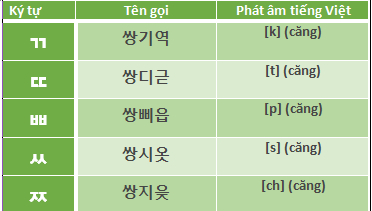 Ký tự Tên gọi Phát âm tiếng Việt
ㄲ 쌍기역 [k] (căng)
ㄸ 쌍디귿 [t] (căng)
ㅃ 쌍삐읍 [p] (căng)
ㅆ 쌍시옷 [s] (căng)
ㅉ 쌍지읒 [ch] (căng)